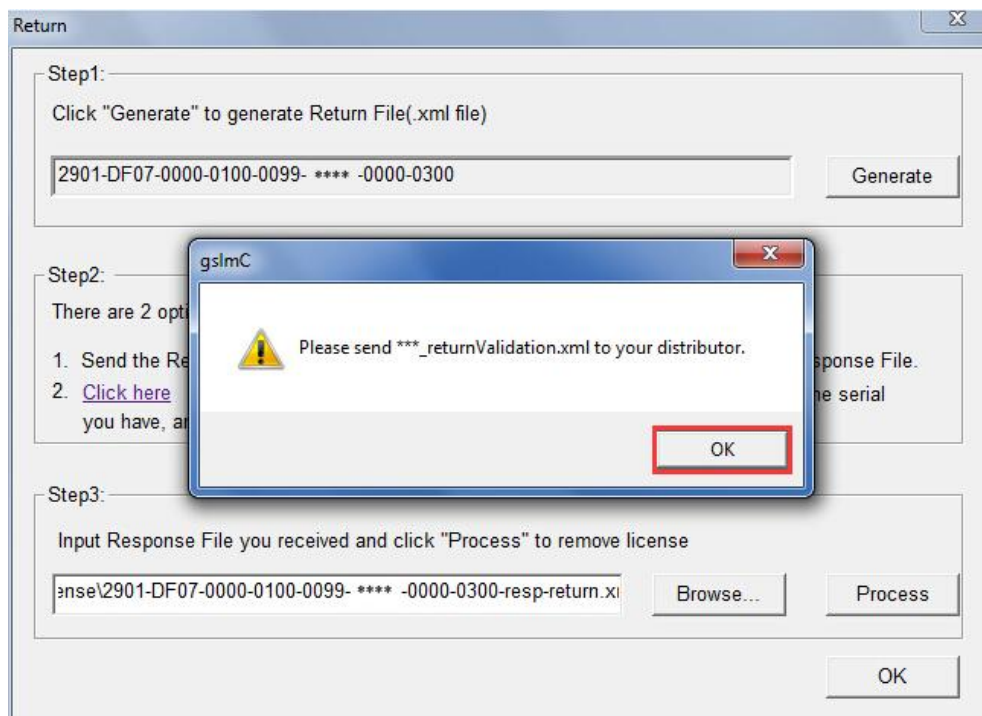 Return
Step1:
Click "Generate" to generate Return File(.xml file)
2901-DF07-0000-0100-0099- **** -0000-0300
Generate
gslmC
Please send ***_returnValidation.xml to your distributor.
OK
Step2:
There are 2 opti
1. Send the Re sponse File.
2. Click here ne serial
you have, ar
Step3:
Input Response File you received and click "Process" to remove license
ense\2901-DF07-0000-0100-0099- **** -0000-0300-resp-return.x
Browse...
Process
OK